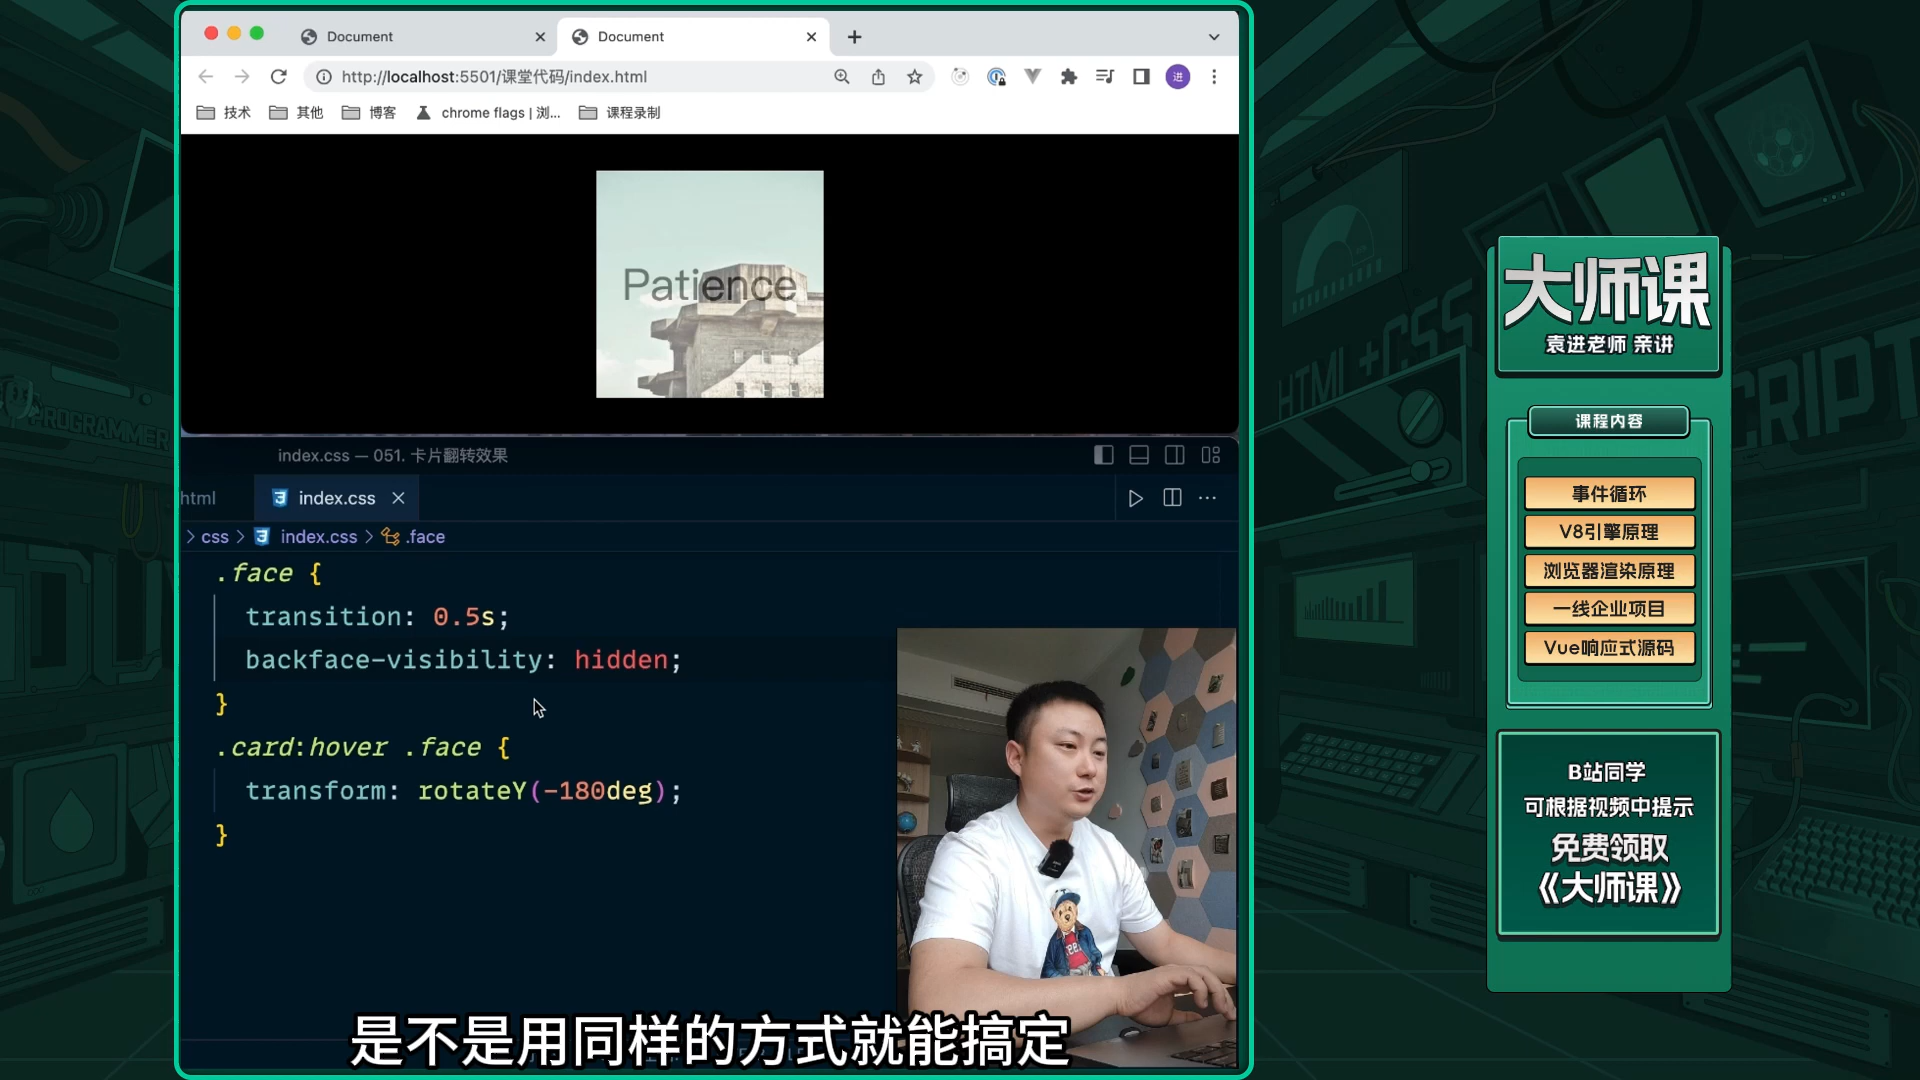 Document
Document
http://localhost:5501/课堂代码/index.html
进
技术
其他
博客
chrome flags | 浏...
课程录制
Patience
index.css — 051. 卡片翻转效果
html
index.css
css > index.css > .face
.face {
transition: 0.5s;
backface-visibility: hidden;
}
.card:hover .face {
transform: rotateY(-180deg);
}
是不是用同样的方式就能搞定
大师课
袁进老师 亲讲
课程内容
事件循环
V8引擎原理
浏览器渲染原理
一线企业项目
Vue响应式源码
B站同学
可根据视频中提示
免费领取
《大师课》
PROGRAMMER
HTML+CSS